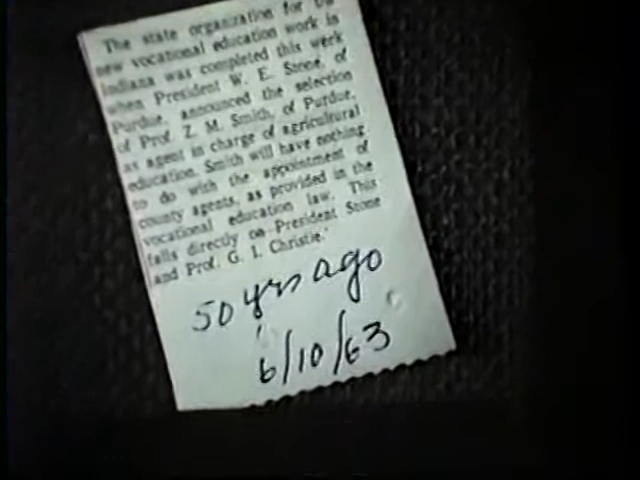 The state organization for the
new vocational education work in
Indiana was completed this week
when President W. E. Stone, of
Purdue, announced the selection
of Prof. Z. M. Smith, of Purdue,
as agent in charge of agricultural
education. Smith will have nothing
to do with the appointment of
county agents, as provided in the
vocational education law. This
falls directly on President Stone
and Prof. G. I. Christie.'
50 yrs ago
6/10/63